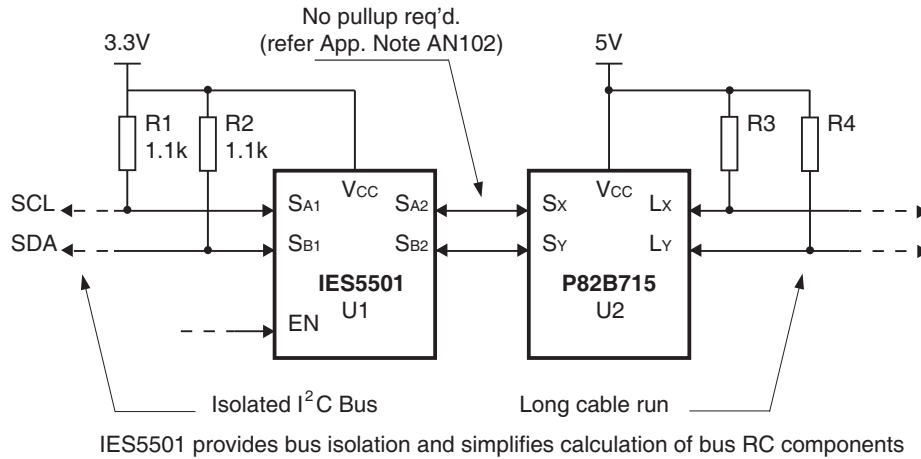 No pullup req'd.
(refer App. Note AN102)
3.3V
5V
R1
1.1k
R2
1.1k
R3
R4
VCC
VCC
SCL
SA1
SA2
SX
LX
SDA
SB1
SB2
SY
LY
IES5501
U1
P82B715
U2
EN
Isolated I²C Bus
Long cable run
IES5501 provides bus isolation and simplifies calculation of bus RC components